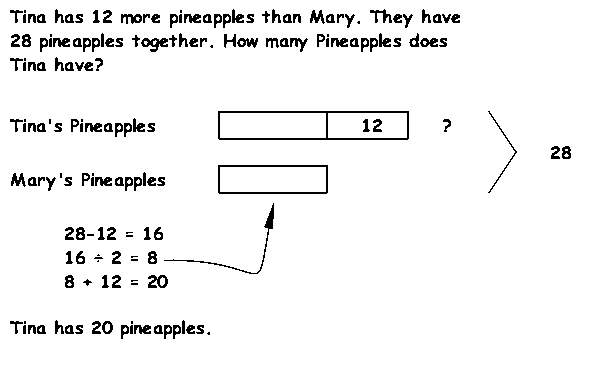 Tina has 12 more pineapples than Mary. They have
28 pineapples together. How many Pineapples does
Tina have?
Tina's Pineapples 12 ?
28
Mary's Pineapples
28-12 = 16
16 ÷ 2 = 8
8 + 12 = 20
Tina has 20 pineapples.